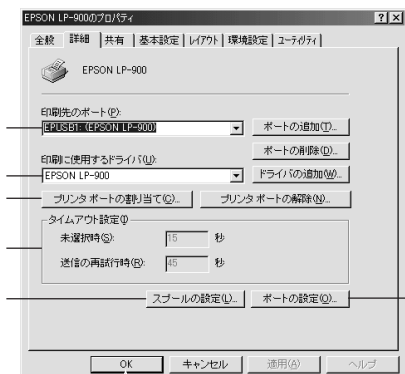 EPSON LP-900のプロパティ
全般 詳細 共有 基本設定 レイアウト 環境設定 ユーティリティ
EPSON LP-900
印刷先のポート(P):
EPUSB1: (EPSON LP-900)
ポートの追加(T)...
ポートの削除(D)...
印刷に使用するドライバ(U):
EPSON LP-900
ドライバの追加(W)...
プリンタ ポートの割り当て(C)... プリンタ ポートの解除(N)...
タイムアウト設定
未選択時(S): 15 秒
送信の再試行時(R): 45 秒
スプールの設定(L)... ポートの設定(O)...
OK キャンセル 適用(A) ヘルプ